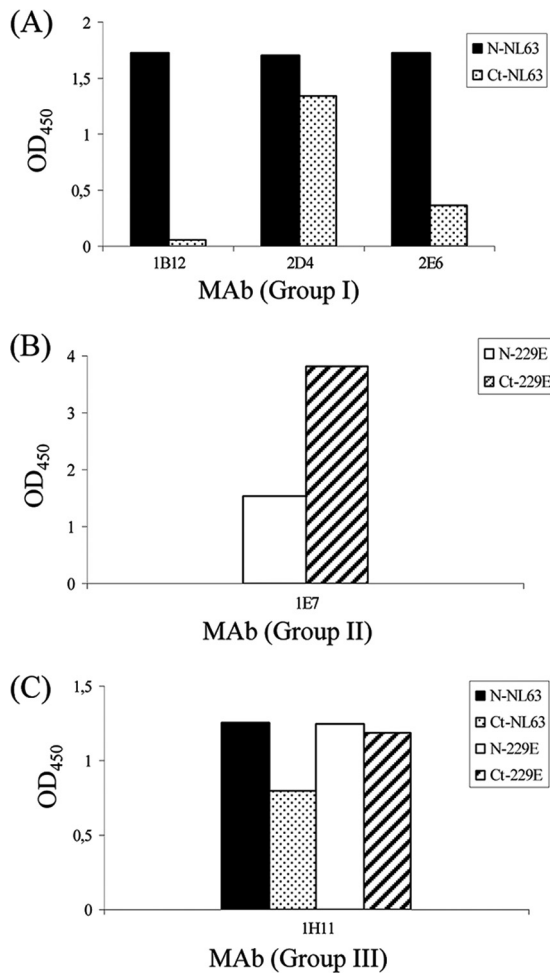 (A)
N-NL63
Ct-NL63
2
1,5
1
0,5
0
OD450
1B12 2D4 2E6
MAb (Group I)
(B)
N-229E
Ct-229E
4
3
2
1
0
OD450
1E7
MAb (Group II)
(C)
N-NL63
Ct-NL63
N-229E
Ct-229E
1,5
1
0,5
0
OD450
1H11
MAb (Group III)